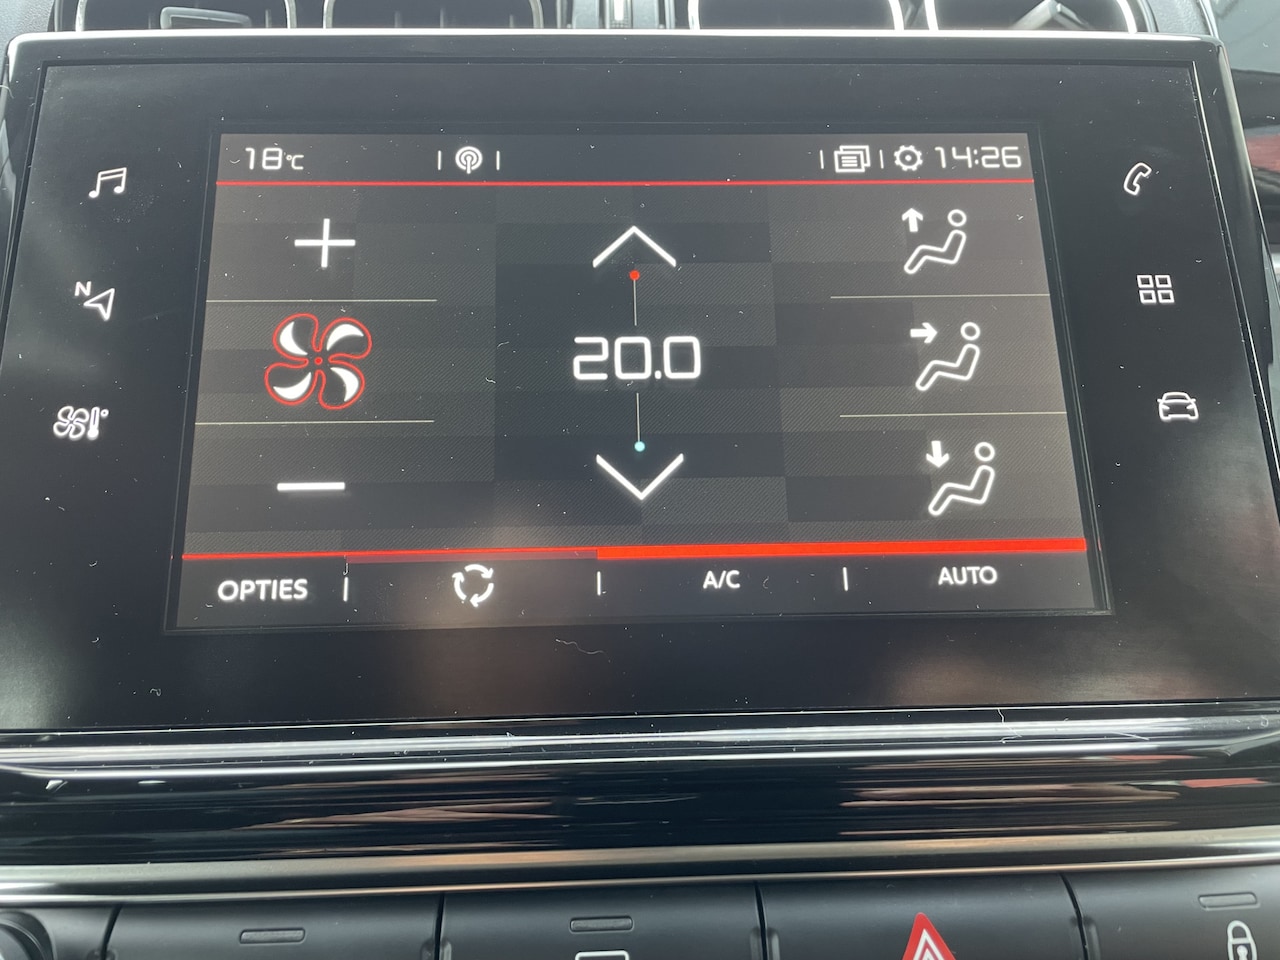 18°C 14:26
N
20.0
OPTIES A/C AUTO